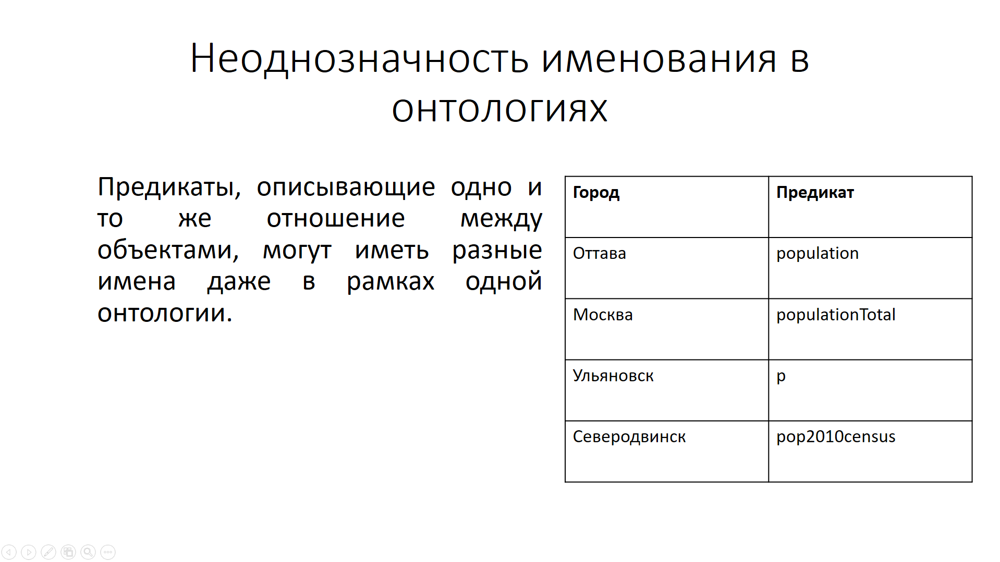 Неоднозначность именования в
онтологиях
Предикаты, описывающие одно и
то же отношение между
объектами, могут иметь разные
имена даже в рамках одной
онтологии.
Город Предикат
Оттава population
Москва populationTotal
Ульяновск p
Северодвинск pop2010census